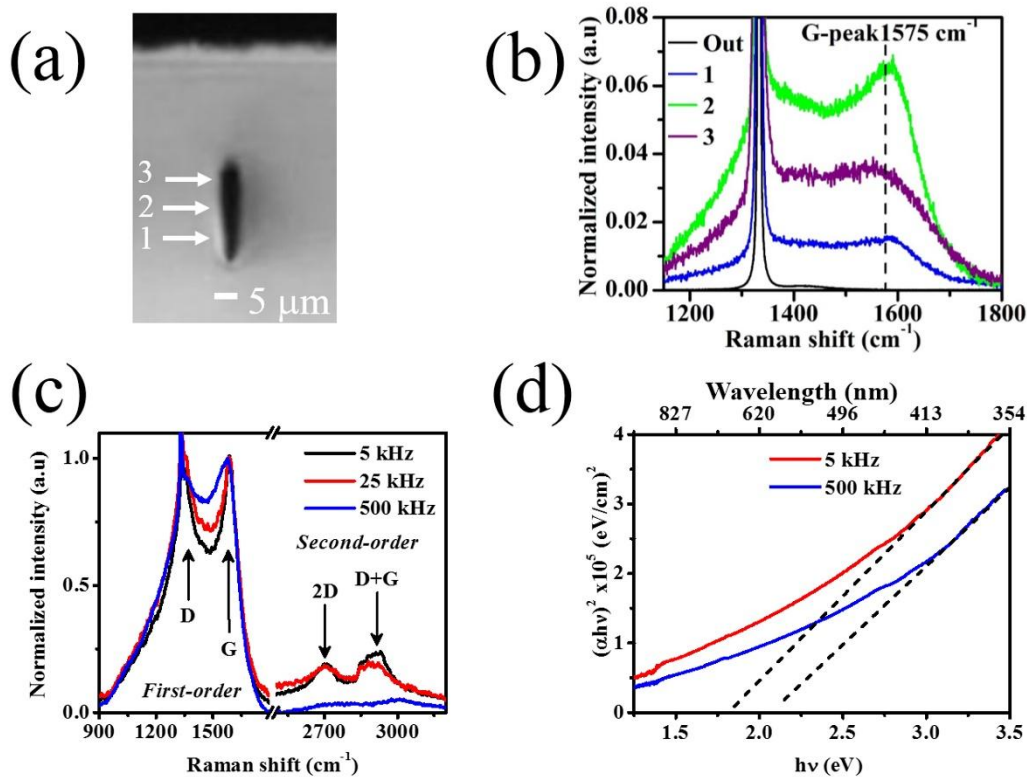 (a)
3
2
1
5 μm
(b)
Normalized intensity (a.u)
0.08
0.06
0.04
0.02
0.00
Out
1
2
3
G-peak1575 cm⁻¹
1200
1400
1600
1800
Raman shift (cm⁻¹)
(c)
Normalized intensity (a.u)
1.0
0.5
0.0
5 kHz
25 kHz
500 kHz
Second-order
D+G
2D
D
G
First-order
900
1200
1500
2700
3000
Raman shift (cm⁻¹)
(d)
Wavelength (nm)
827
620
496
413
354
(αhν)² x10⁵ (eV/cm)²
4
3
2
1
0
5 kHz
500 kHz
1.5
2.0
2.5
3.0
3.5
hν (eV)